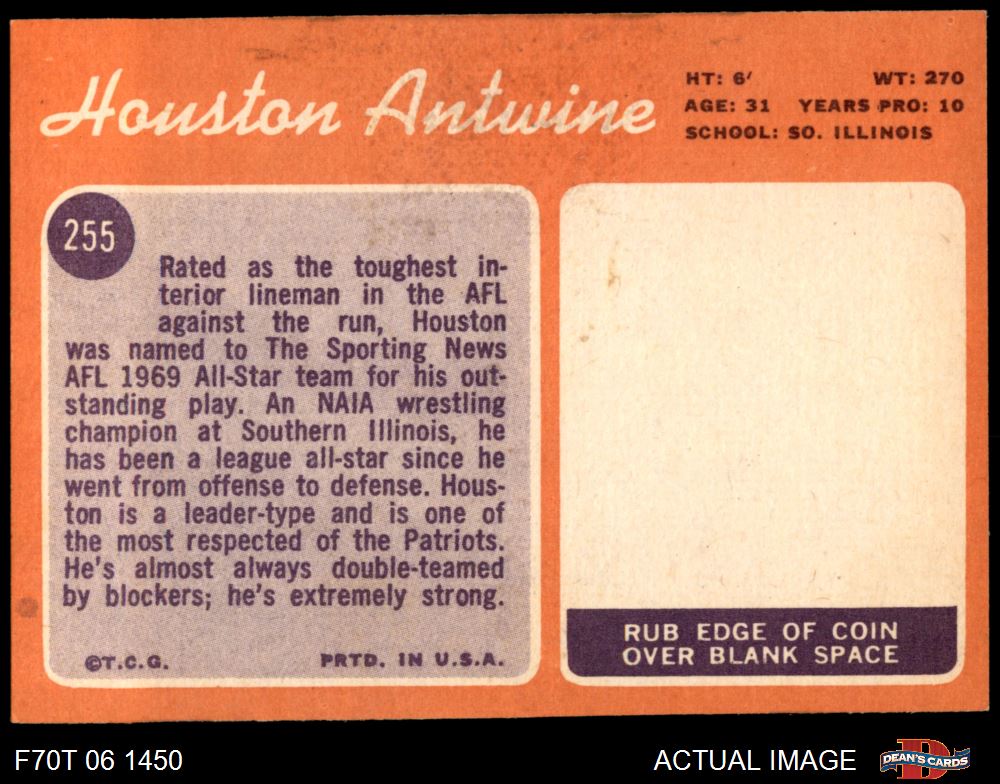 Houston Antwine
HT: 6' WT: 270
AGE: 31 YEARS PRO: 10
SCHOOL: SO. ILLINOIS
255
Rated as the toughest in-
terior lineman in the AFL
against the run, Houston
was named to The Sporting News
AFL 1969 All-Star team for his out-
standing play. An NAIA wrestling
champion at Southern Illinois, he
has been a league all-star since he
went from offense to defense. Hous-
ton is a leader-type and is one of
the most respected of the Patriots.
He's almost always double-teamed
by blockers; he's extremely strong.
©T.C.G. PRTD. IN U.S.A.
RUB EDGE OF COIN
OVER BLANK SPACE
F70T 06 1450
ACTUAL IMAGE
D
DEAN'S CARDS